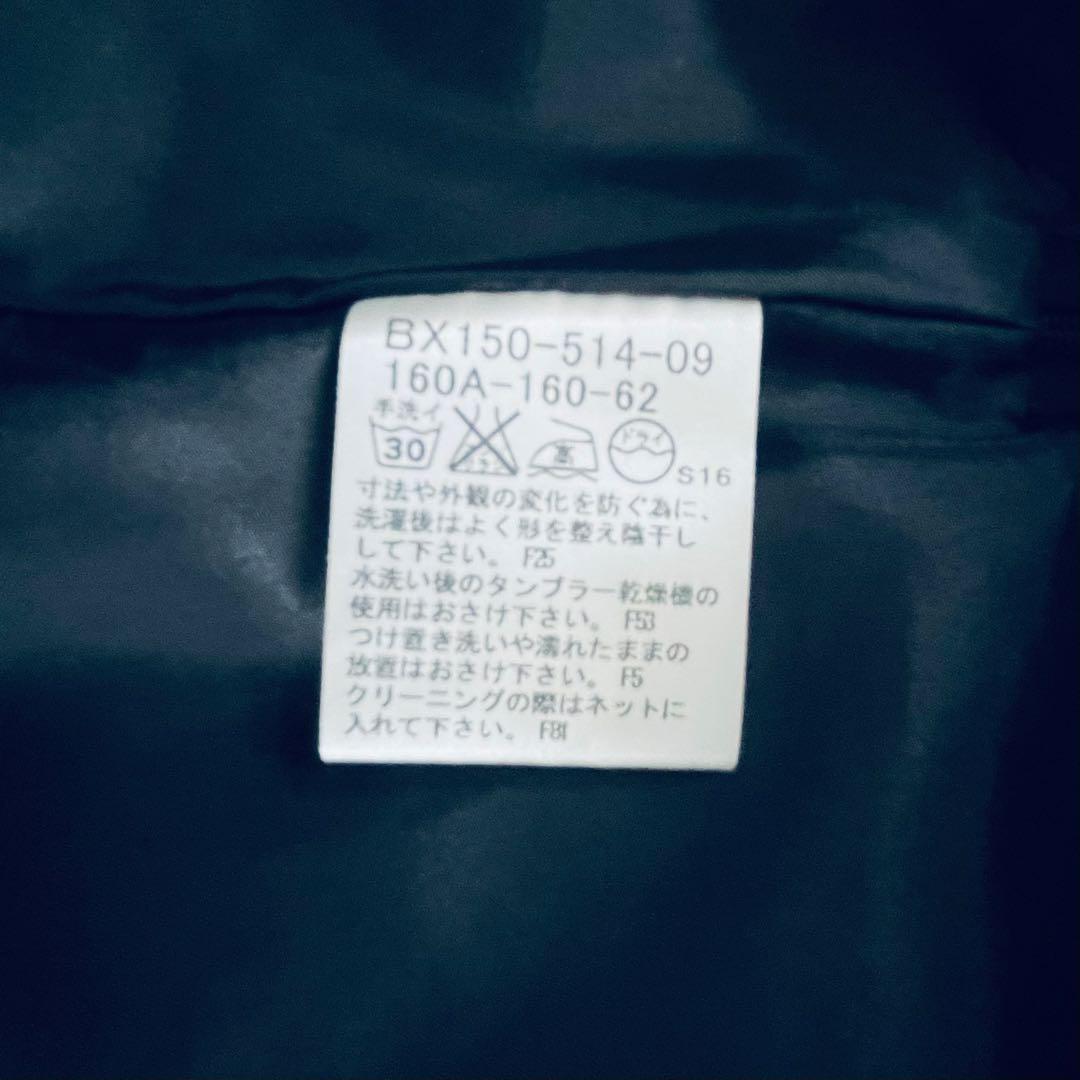 BX150-514-09
160A-160-62
手洗イ
30 高 ドライ S16
寸法や外観の変化を防ぐ為に、
洗濯後はよく形を整え陰干し
して下さい。 F25
水洗い後のタンブラー乾燥機の
使用はおさけ下さい。 F53
つけ置き洗いや濡れたままの
放置はおさけ下さい。 F5
クリーニングの際はネットに
入れて下さい。 F81